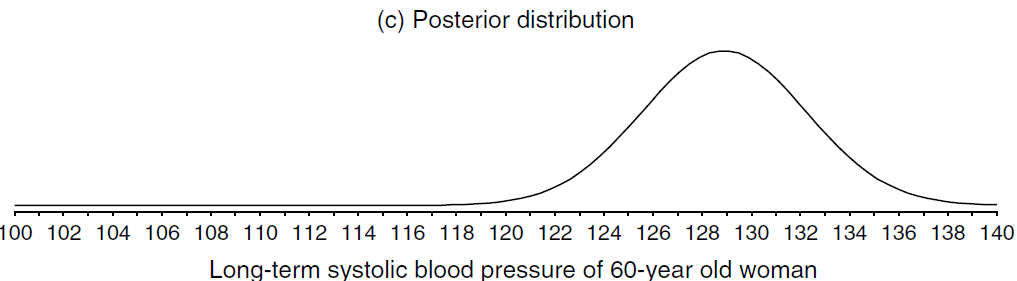 (c) Posterior distribution
100 102 104 106 108 110 112 114 116 118 120 122 124 126 128 130 132 134 136 138 140
Long-term systolic blood pressure of 60-year old woman